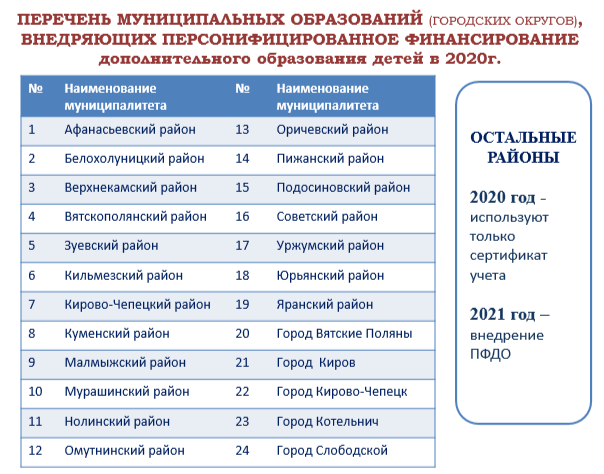 ПЕРЕЧЕНЬ МУНИЦИПАЛЬНЫХ ОБРАЗОВАНИЙ (ГОРОДСКИХ ОКРУГОВ),
ВНЕДРЯЮЩИХ ПЕРСОНИФИЦИРОВАННОЕ ФИНАНСИРОВАНИЕ
дополнительного образования детей в 2020г.
№ Наименование муниципалитета № Наименование муниципалитета
1 Афанасьевский район 13 Оричевский район
2 Белохолуницкий район 14 Пижанский район
3 Верхнекамский район 15 Подосиновский район
4 Вятскополянский район 16 Советский район
5 Зуевский район 17 Уржумский район
6 Кильмезский район 18 Юрьянский район
7 Кирово-Чепецкий район 19 Яранский район
8 Куменский район 20 Город Вятские Поляны
9 Малмыжский район 21 Город Киров
10 Мурашинский район 22 Город Кирово-Чепецк
11 Нолинский район 23 Город Котельнич
12 Омутнинский район 24 Город Слободской
ОСТАЛЬНЫЕ
РАЙОНЫ
2020 год -
используют
только
сертификат
учета
2021 год –
внедрение
ПФДО